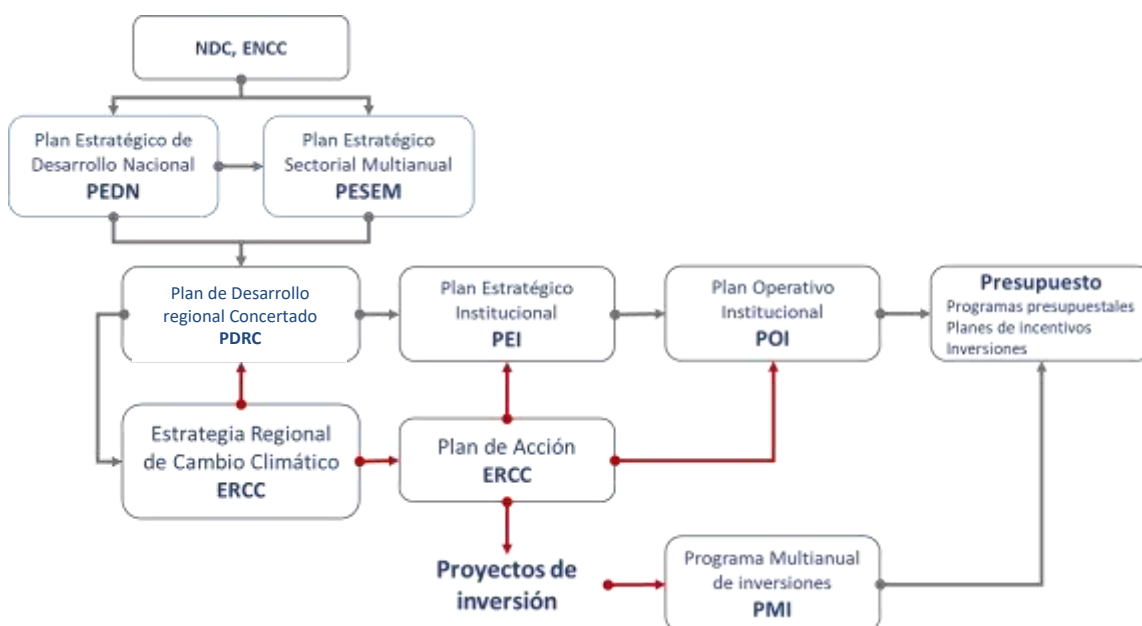 NDC, ENCC
Plan Estratégico de
Desarrollo Nacional
PEDN
Plan Estratégico
Sectorial Multianual
PESEM
Plan de Desarrollo
regional Concertado
PDRC
Plan Estratégico
Institucional
PEI
Plan Operativo
Institucional
POI
Presupuesto
Programas presupuestales
Planes de incentivos
Inversiones
Estrategia Regional
de Cambio Climático
ERCC
Plan de Acción
ERCC
Proyectos de
inversión
Programa Multianual
de inversiones
PMI